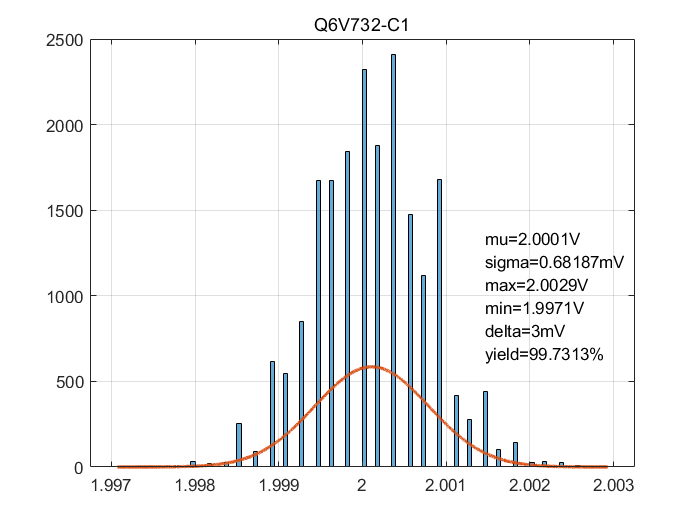 Q6V732-C1
2500
2000
1500
1000
500
0
mu=2.0001V
sigma=0.68187mV
max=2.0029V
min=1.9971V
delta=3mV
yield=99.7313%
1.997 1.998 1.999 2 2.001 2.002 2.003